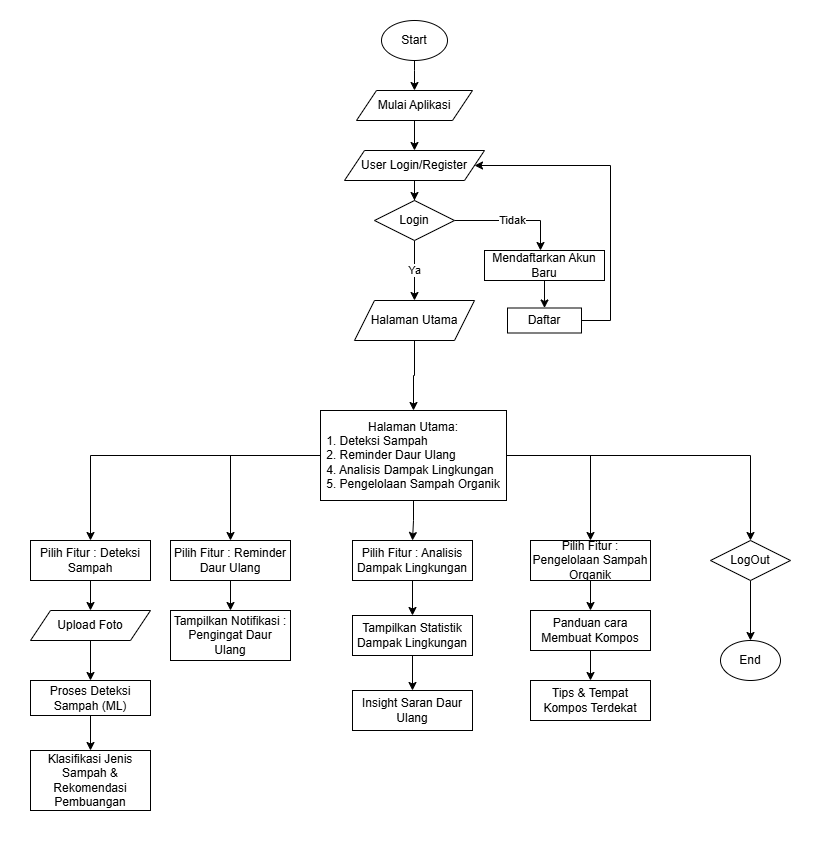 Start
Mulai Aplikasi
User Login/Register
Login
Tidak
Mendaftarkan Akun
Baru
Ya
Halaman Utama
Daftar
Halaman Utama:
1. Deteksi Sampah
2. Reminder Daur Ulang
4. Analisis Dampak Lingkungan
5. Pengelolaan Sampah Organik
Pilih Fitur : Deteksi
Sampah
Upload Foto
Proses Deteksi
Sampah (ML)
Klasifikasi Jenis
Sampah &
Rekomendasi
Pembuangan
Pilih Fitur : Reminder
Daur Ulang
Tampilkan Notifikasi :
Pengingat Daur
Ulang
Pilih Fitur : Analisis
Dampak Lingkungan
Tampilkan Statistik
Dampak Lingkungan
Insight Saran Daur
Ulang
Pilih Fitur :
Pengelolaan Sampah
Organik
Panduan cara
Membuat Kompos
Tips & Tempat
Kompos Terdekat
LogOut
End